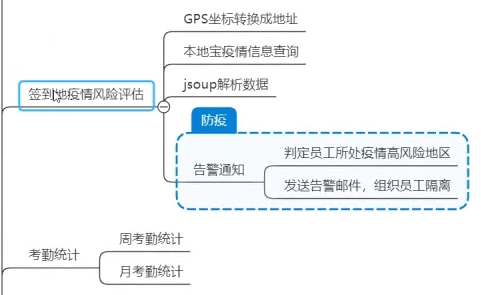 GPS坐标转换成地址
本地宝疫情信息查询
签到地疫情风险评估
jsoup解析数据
防疫
判定员工所处疫情高风险地区
告警通知
发送告警邮件，组织员工隔离
周考勤统计
考勤统计
月考勤统计